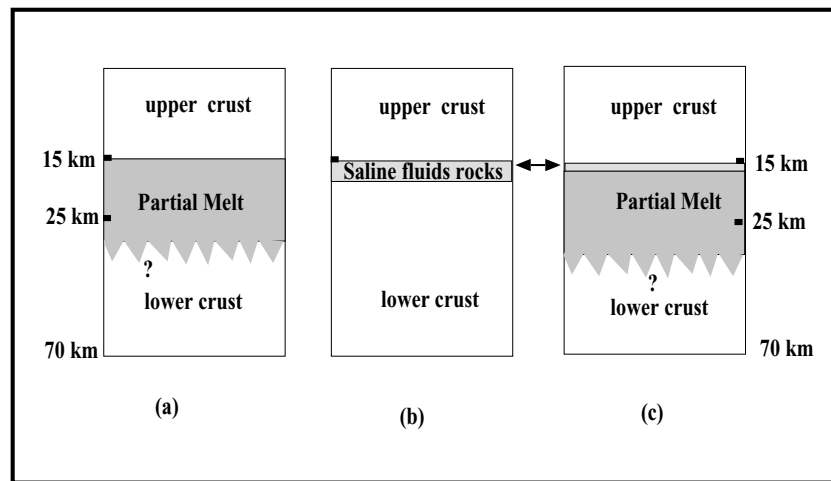 upper crust
15 km
Partial Melt
25 km
?
lower crust
70 km
(a)
upper crust
Saline fluids rocks
lower crust
(b)
upper crust
15 km
Partial Melt
25 km
?
lower crust
70 km
(c)